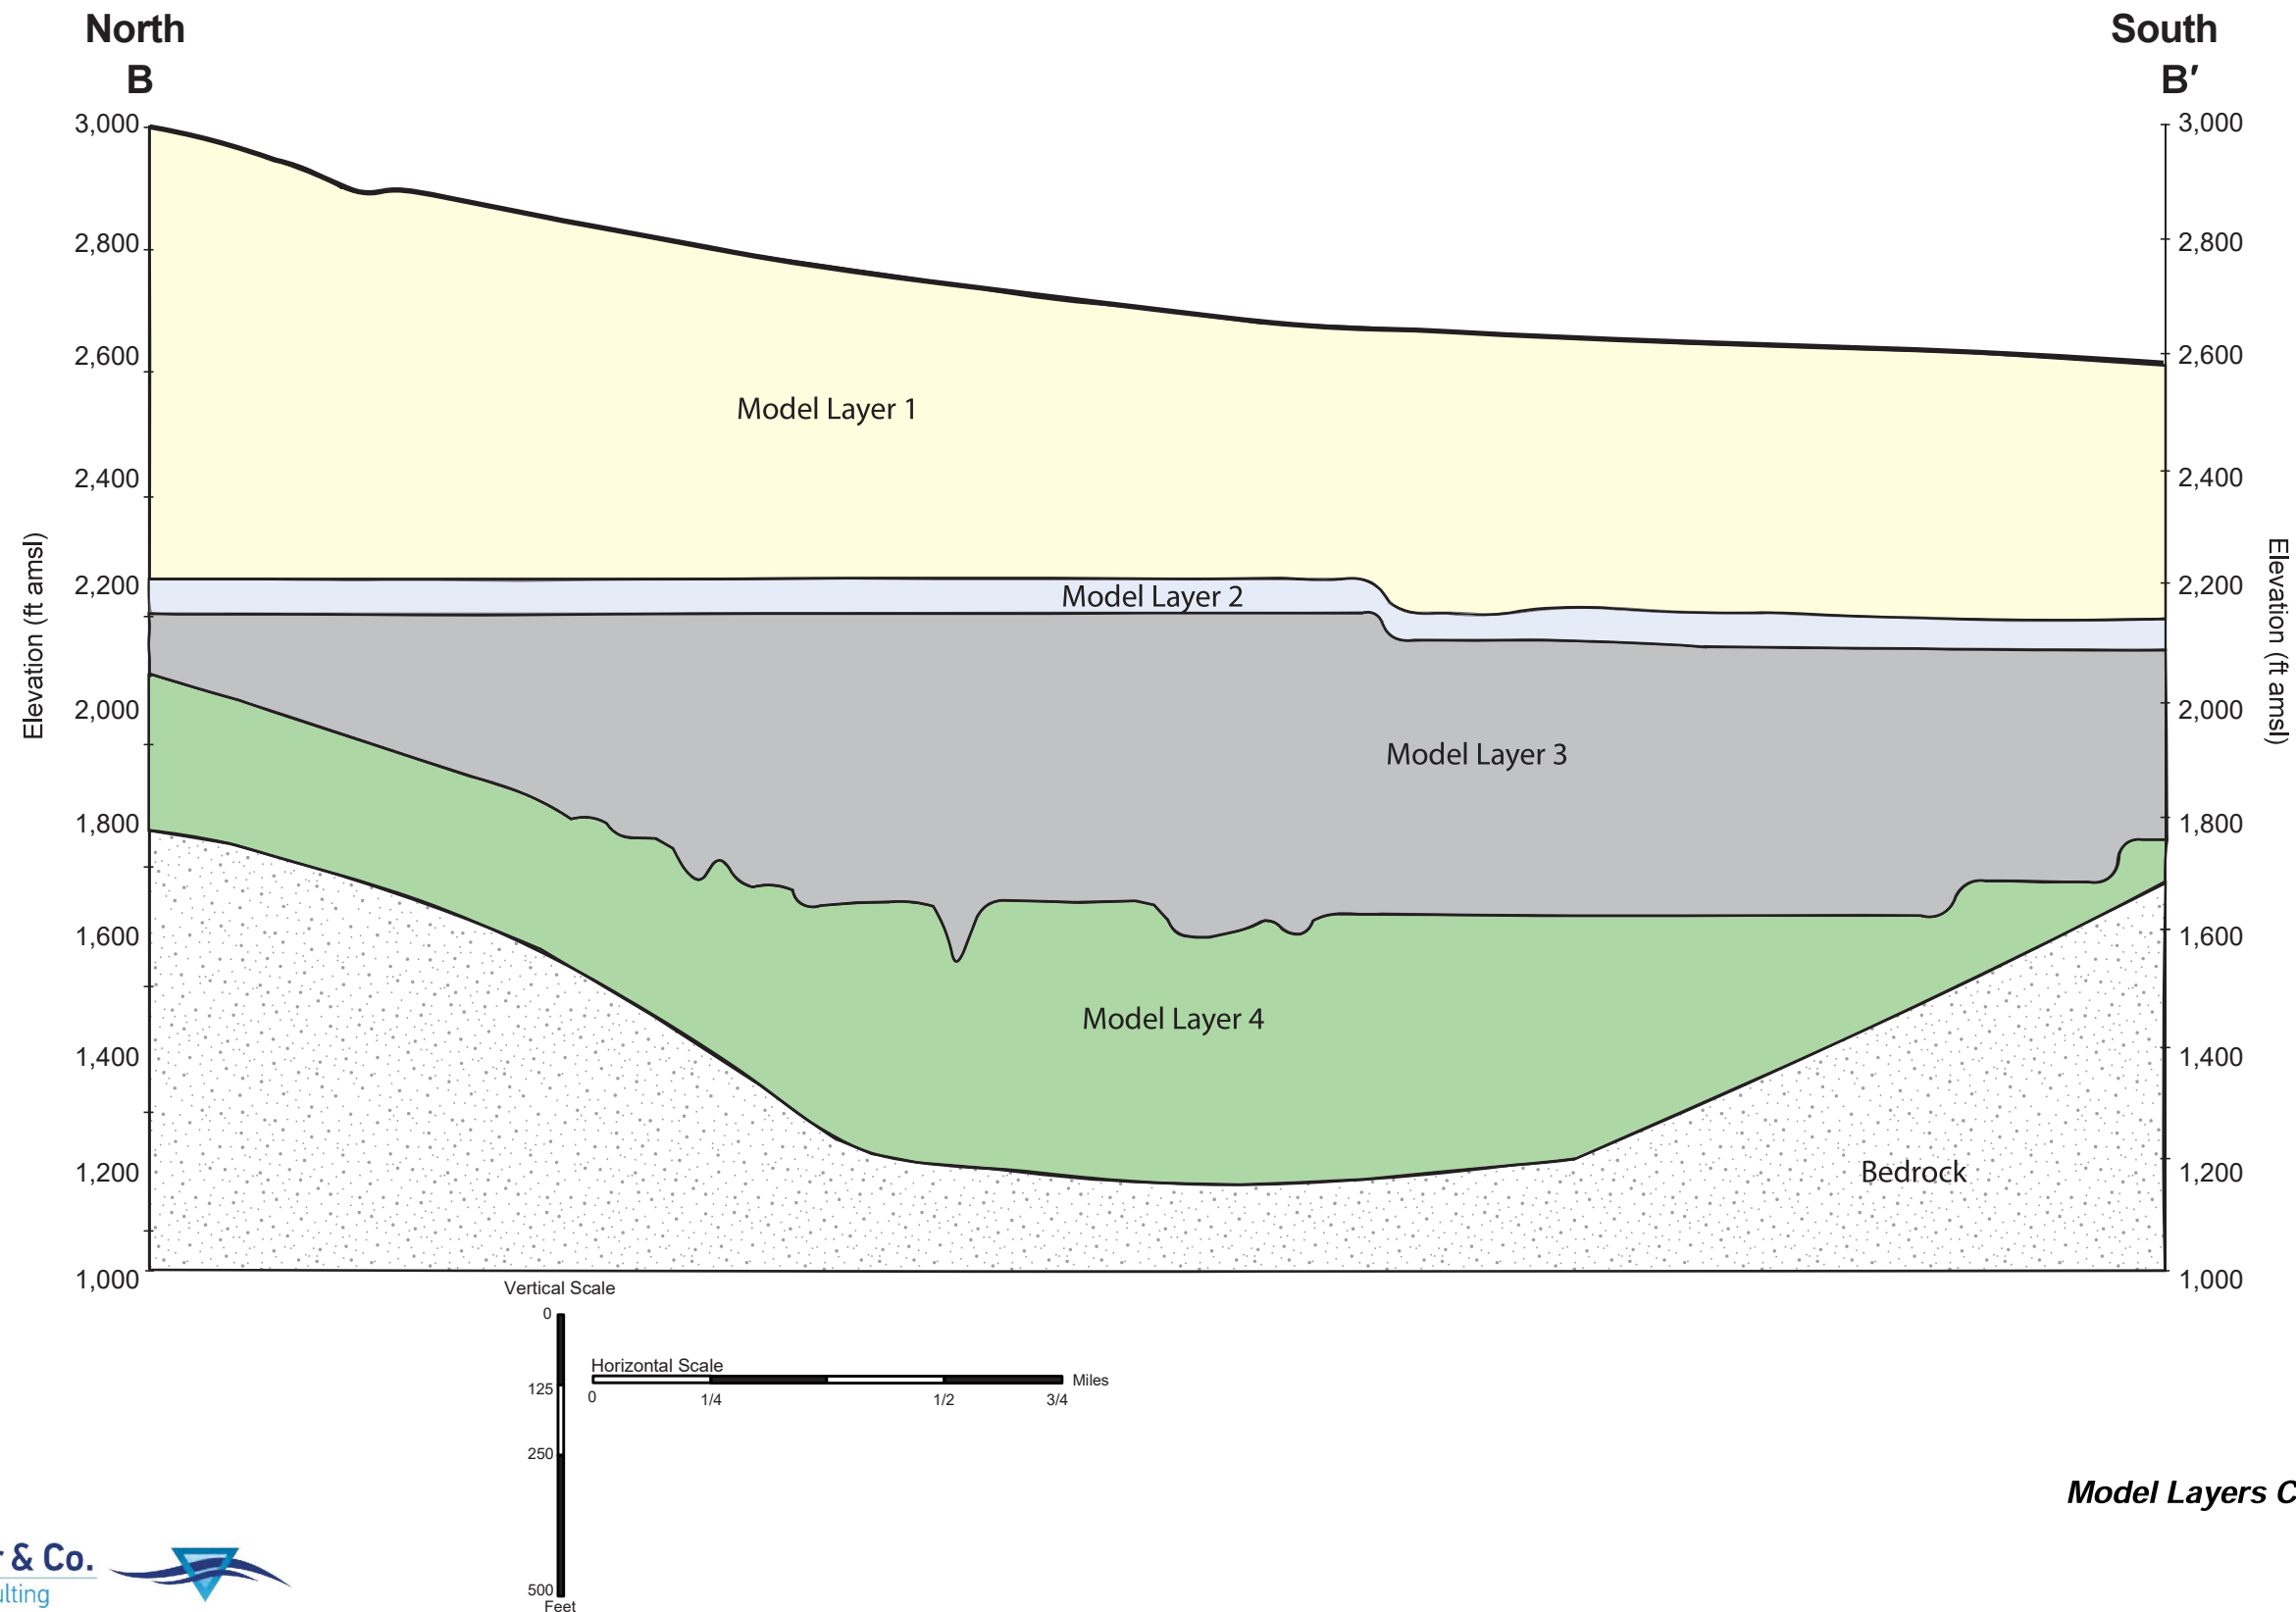 North
South
B
B′
3,000
2,800
2,600
2,400
2,200
2,000
1,800
1,600
1,400
1,200
1,000
Elevation (ft amsl)
Model Layer 1
Model Layer 2
Model Layer 3
Model Layer 4
Bedrock
3,000
2,800
2,600
2,400
2,200
2,000
1,800
1,600
1,400
1,200
1,000
Elevation (ft amsl)
Vertical Scale
0
125
250
500
Feet
Horizontal Scale
Miles
0
1/4
1/2
3/4
Model Layers C
& Co.
ulting